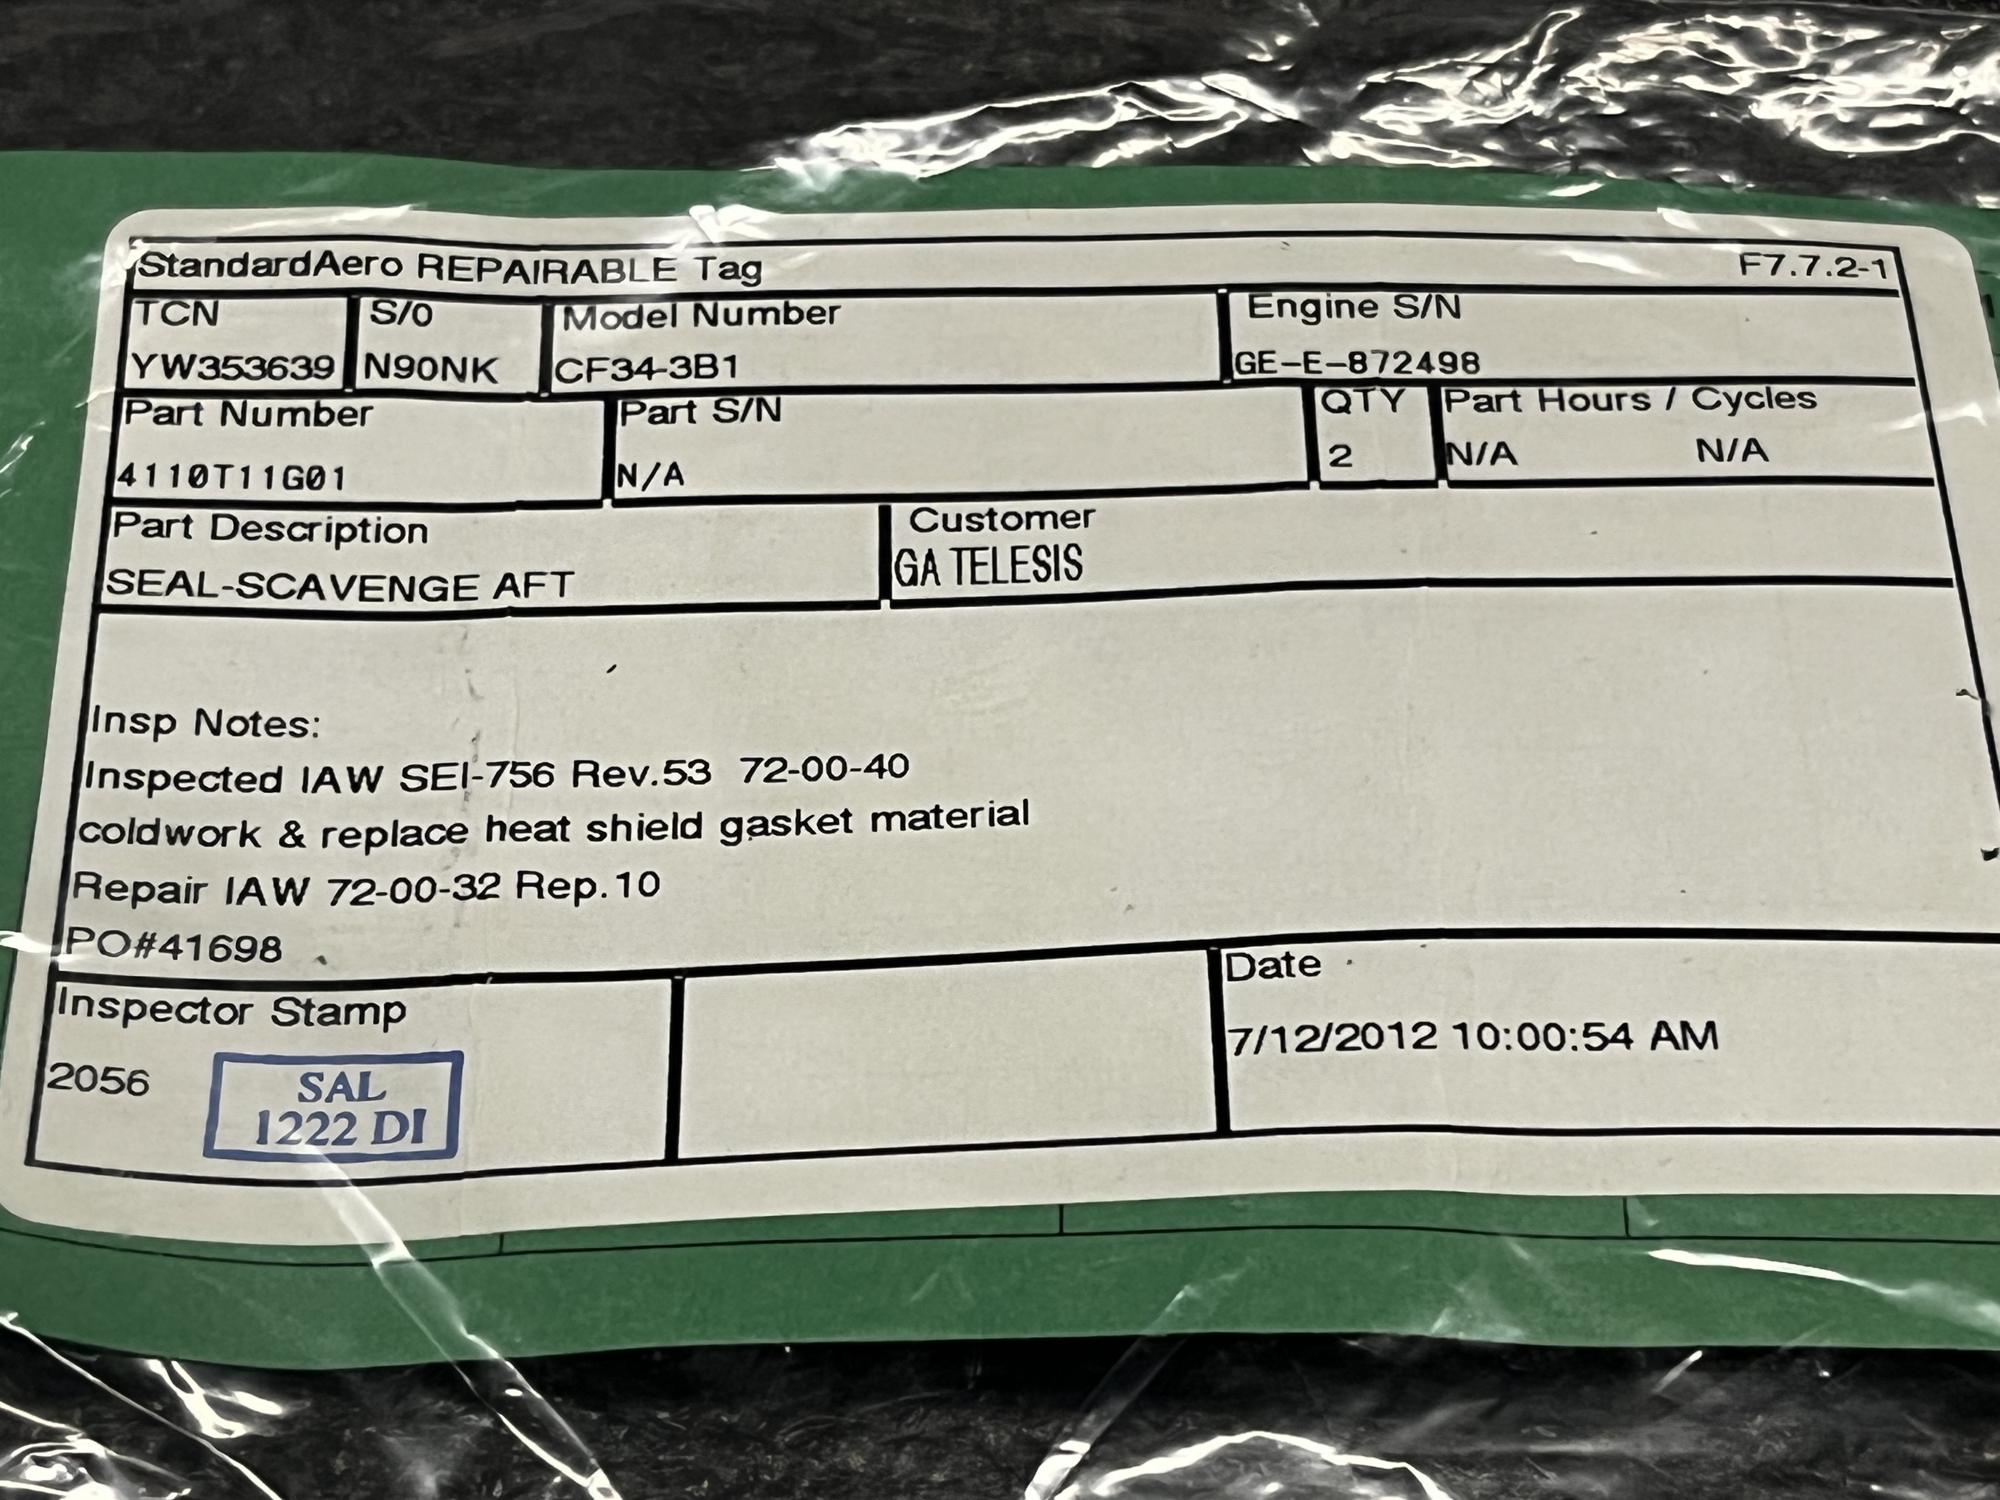 StandardAero REPAIRABLE Tag F7.7.2-1
TCN S/O Model Number Engine S/N
YW353639 N90NK CF34-3B1 GE-E-872498
Part Number Part S/N QTY Part Hours / Cycles
4110T11G01 N/A 2 N/A N/A
Part Description Customer
SEAL-SCAVENGE AFT GA TELESIS
Insp Notes:
Inspected IAW SEI-756 Rev.53 72-00-40
coldwork & replace heat shield gasket material
Repair IAW 72-00-32 Rep.10
PO#41698
Inspector Stamp Date
2056 7/12/2012 10:00:54 AM
SAL
1222 DI